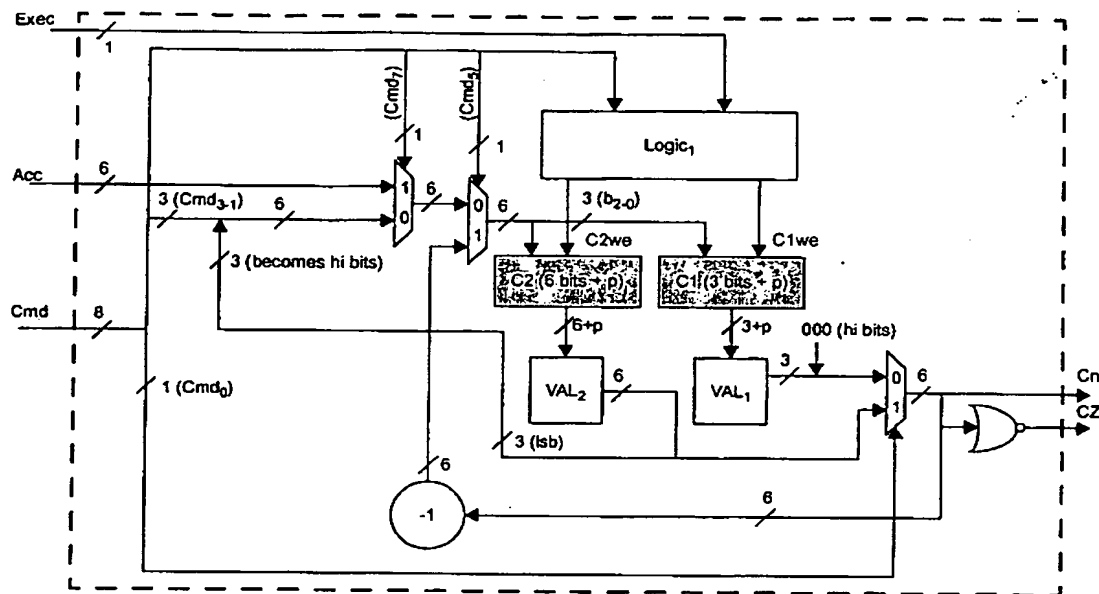 Exec
1
(Cmd₇)
(Cmd₅)
1
1
Logic₁
Acc
6
1
0
6
0
1
6
3 (b₂₋₀)
3 (Cmd₃₋₁)
6
C2we
C1we
3 (becomes hi bits)
C2 (6 bits + p)
C1 (3 bits + p)
Cmd
8
6+p
3+p
000 (hi bits)
1 (Cmd₀)
VAL₂
6
VAL₁
3
0
1
6
Cn
CZ
3 (lsb)
6
-1
6